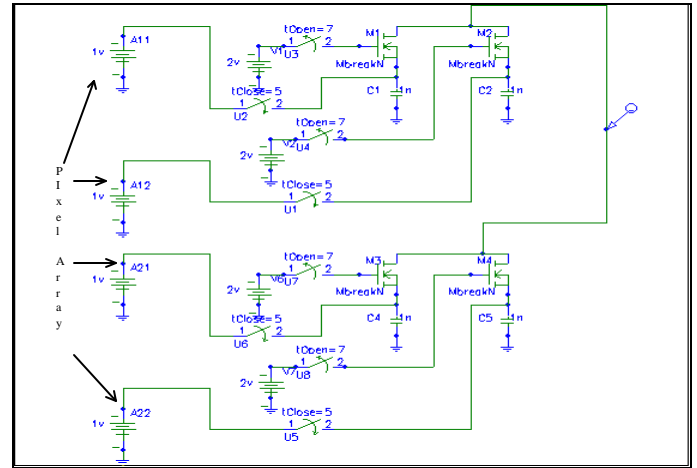 A11
1v
tOpen= 7
1 2
U3
V1
2v
M1
MbreakN
M2
MbreakN
tClose= 5
1 2
U2
C1 1n
C2 1n
tOpen= 7
1 2
V2
U4
2v
A12
1v
tClose= 5
1 2
U1
PIxel
Array
A21
1v
tOpen= 7
1 2
V6
U7
2v
M3
MbreakN
M4
MbreakN
tClose= 5
1 2
U6
C4 1n
C5 1n
tOpen= 7
1 2
V7
U8
2v
A22
1v
tClose= 5
1 2
U5